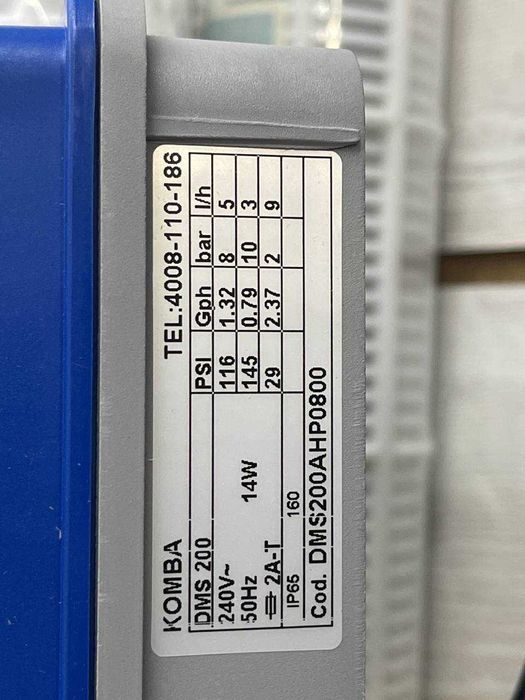 KOMBA TEL:4008-110-186
DMS 200 PSI Gph bar l/h
240V~ 116 1.32 8 5
50Hz 14W 145 0.79 10 3
2A-T 29 2.37 2 9
IP65 160
Cod. DMS200AHP0800